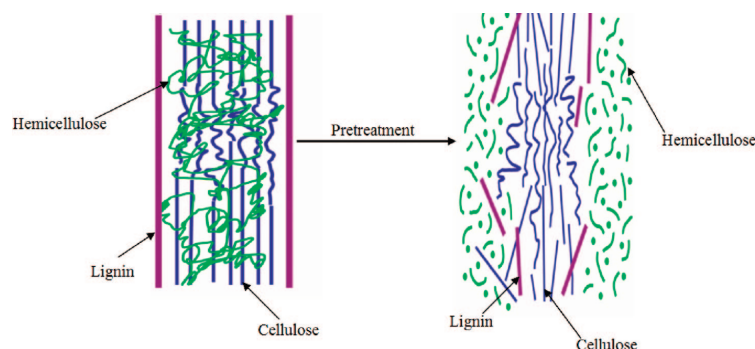 Hemicellulose
Pretreatment
Hemicellulose
Lignin
Cellulose
Lignin
Cellulose